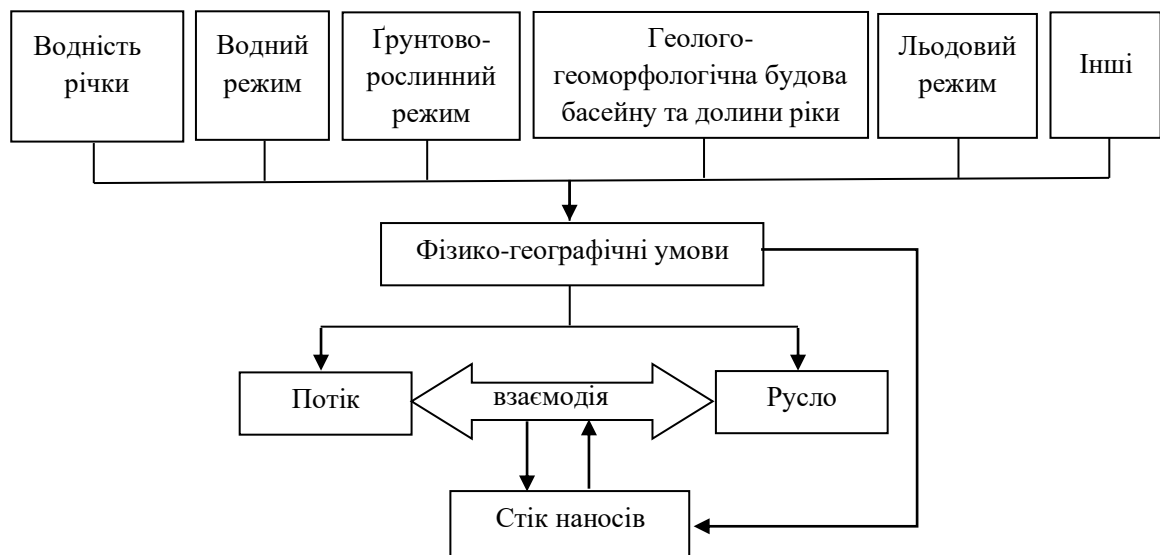 Водність
річки
Водний
режим
Ґрунтово-
рослинний
режим
Геолого-
геоморфологічна будова
басейну та долини ріки
Льодовий
режим
Інші
Фізико-географічні умови
Потік
взаємодія
Русло
Стік наносів